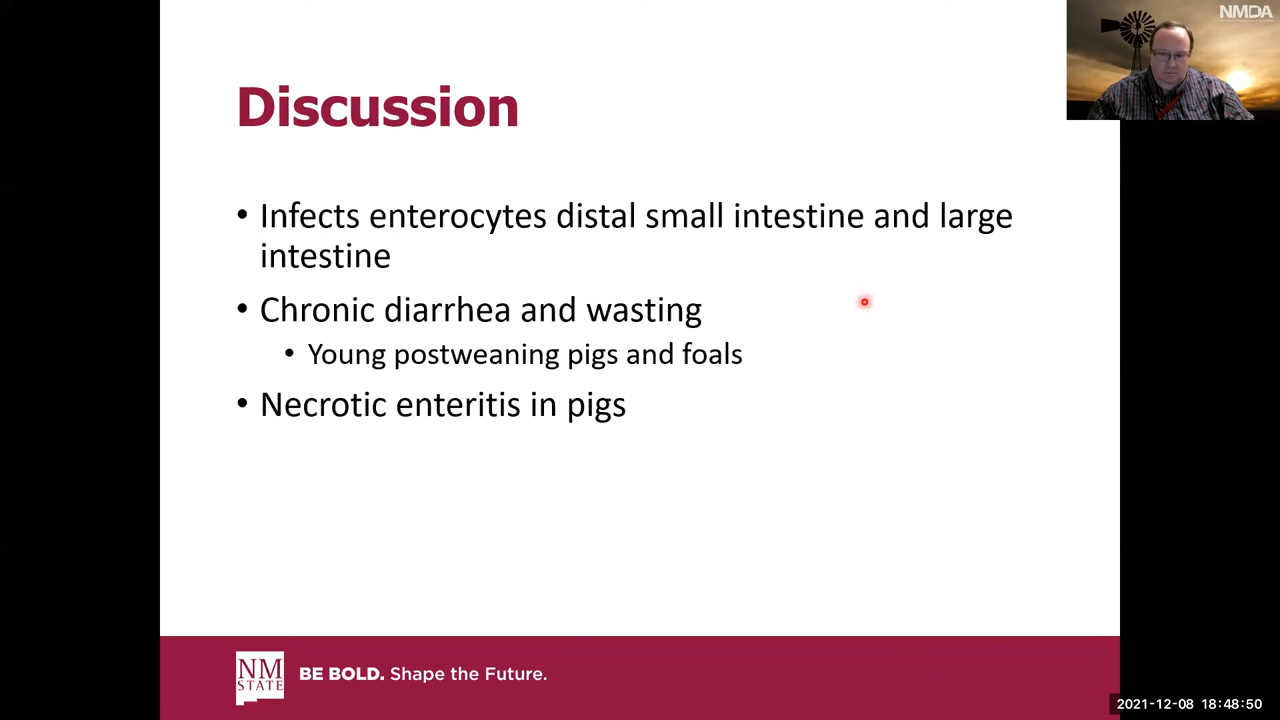 NMDA
Discussion
• Infects enterocytes distal small intestine and large
intestine
• Chronic diarrhea and wasting
• Young postweaning pigs and foals
• Necrotic enteritis in pigs
NM
STATE
BE BOLD. Shape the Future.
2021-12-08 18:48:50